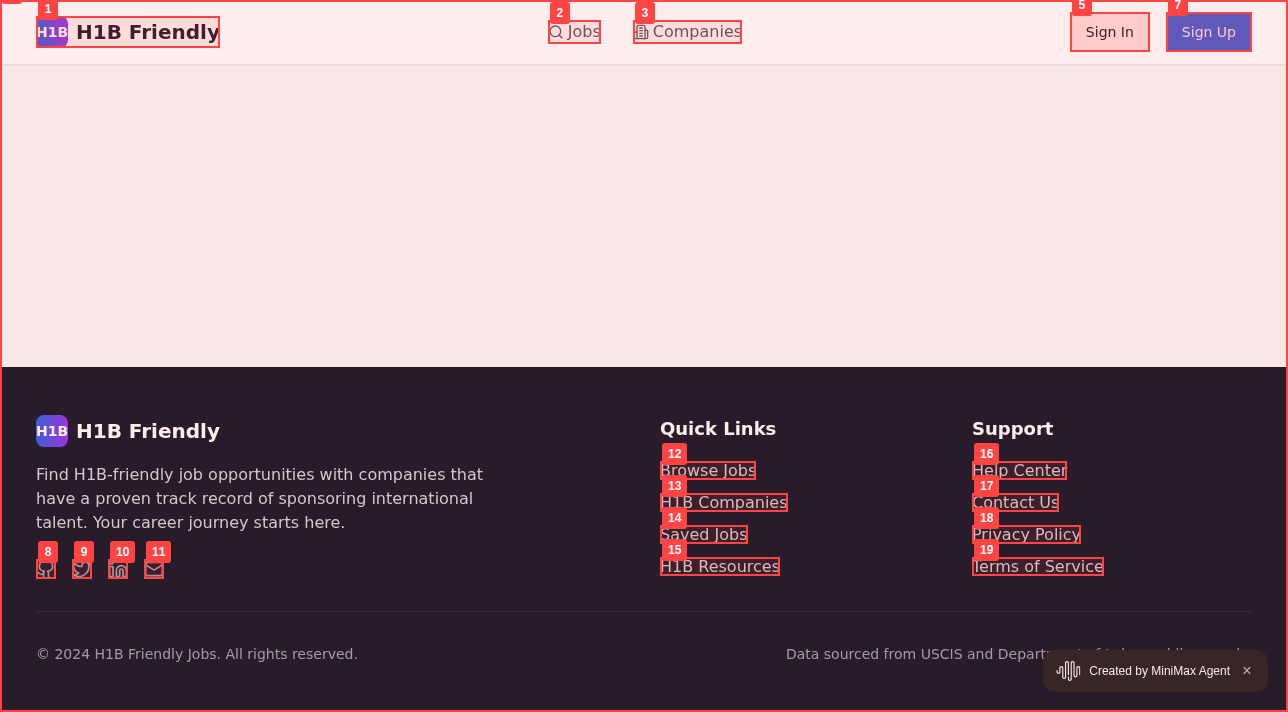 1
2
3
5
7
H1B H1B Friendly
Jobs
Companies
Sign In
Sign Up
H1B H1B Friendly
Find H1B-friendly job opportunities with companies that
have a proven track record of sponsoring international
talent. Your career journey starts here.
8
9
10
11
Quick Links
12
Browse Jobs
13
H1B Companies
14
Saved Jobs
15
H1B Resources
Support
16
Help Center
17
Contact Us
18
Privacy Policy
19
Terms of Service
© 2024 H1B Friendly Jobs. All rights reserved.
Data sourced from USCIS and
Created by MiniMax Agent ×